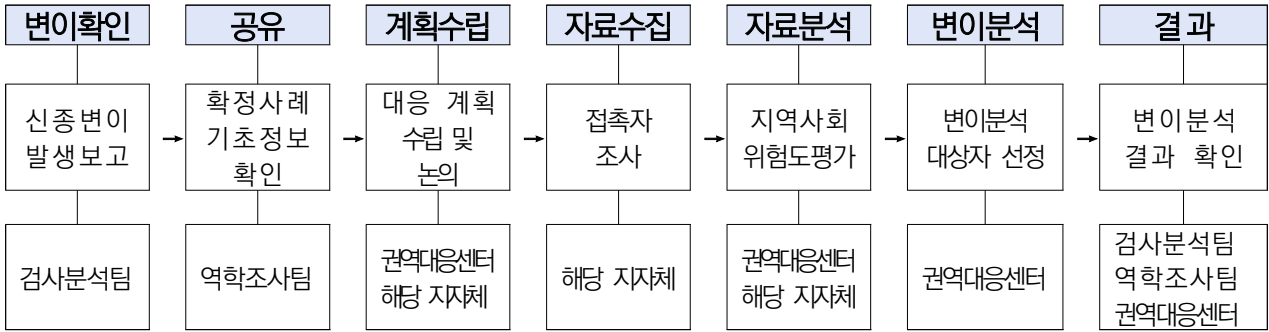 변이확인
공유
계획수립
자료수집
자료분석
변이분석
결과
신종변이
발생보고
확정사례
기초정보
확인
대응 계획
수립 및
논의
접촉자
조사
지역사회
위험도평가
변이분석
대상자 선정
변이분석
결과 확인
검사분석팀
역학조사팀
권역대응센터
해당 지자체
해당 지자체
권역대응센터
해당 지자체
권역대응센터
검사분석팀
역학조사팀
권역대응센터